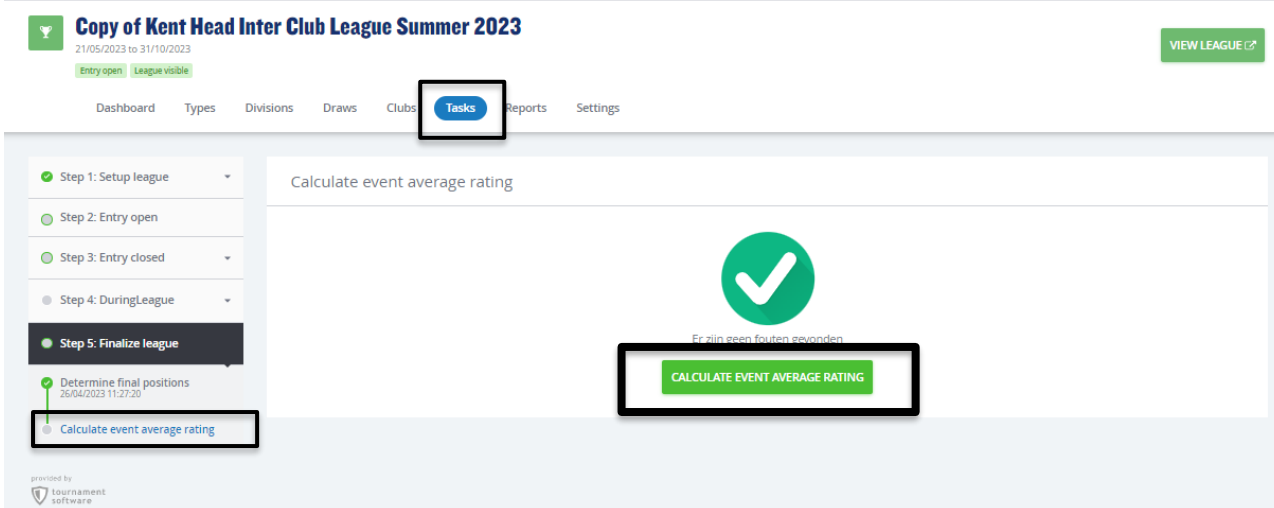 Copy of Kent Head Inter Club League Summer 2023
21/05/2023 to 31/10/2023
Entry open League visible
VIEW LEAGUE
Dashboard Types Divisions Draws Clubs Tasks Reports Settings
Step 1: Setup league
Step 2: Entry open
Step 3: Entry closed
Step 4: DuringLeague
Step 5: Finalize league
Determine final positions
26/04/2023 11:27:20
Calculate event average rating
Calculate event average rating
Er zijn geen fouten gevonden
CALCULATE EVENT AVERAGE RATING
provided by
tournament
software